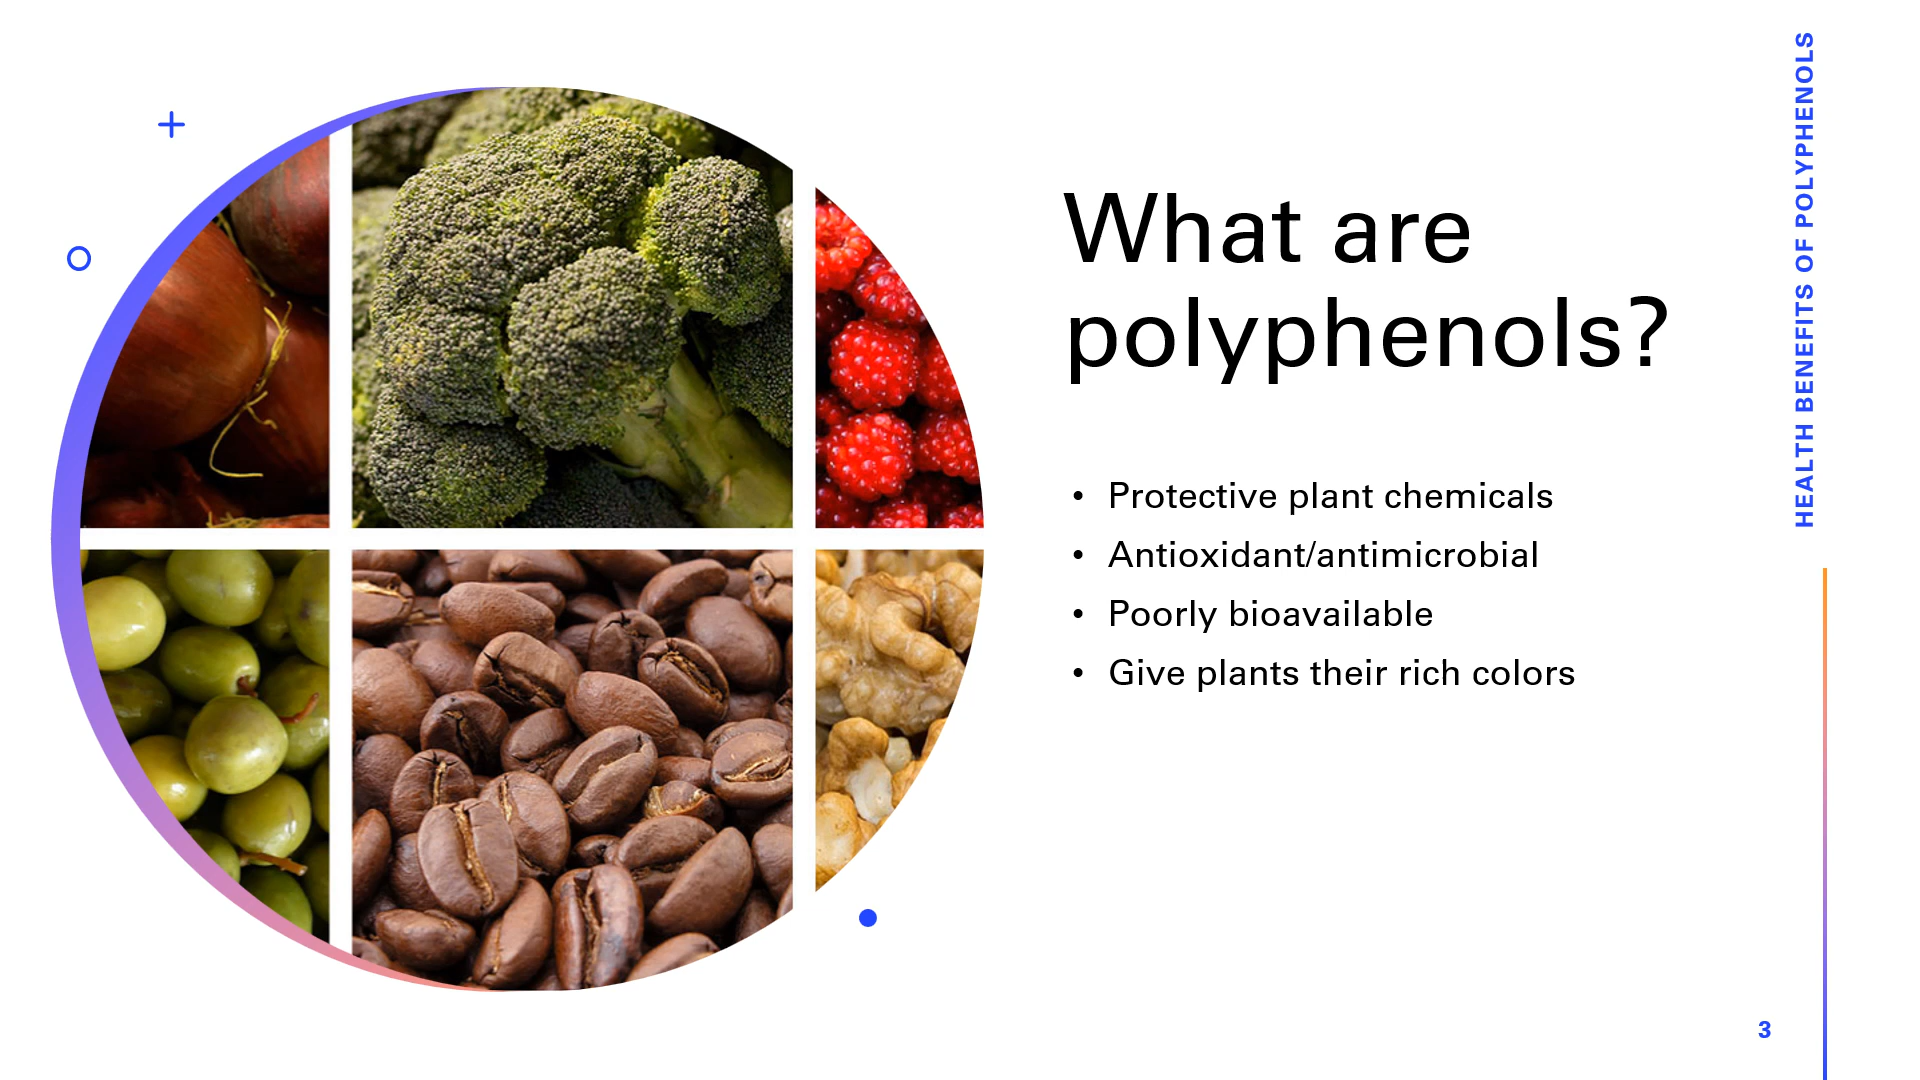 What are
polyphenols?
• Protective plant chemicals
• Antioxidant/antimicrobial
• Poorly bioavailable
• Give plants their rich colors
HEALTH BENEFITS OF POLYPHENOLS
3